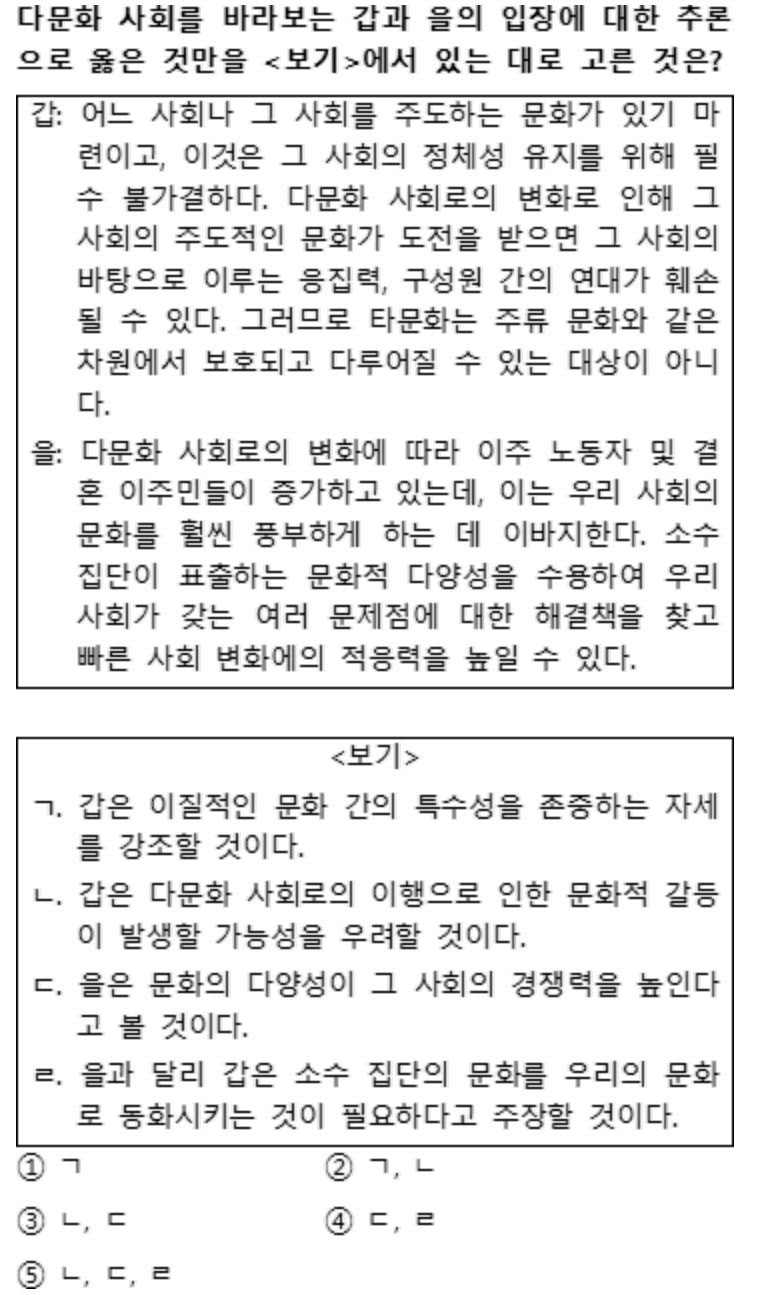 다문화 사회를 바라보는 갑과 을의 입장에 대한 추론
으로 옳은 것만을 <보기>에서 있는 대로 고른 것은?
갑: 어느 사회나 그 사회를 주도하는 문화가 있기 마
련이고, 이것은 그 사회의 정체성 유지를 위해 필
수 불가결하다. 다문화 사회로의 변화로 인해 그
사회의 주도적인 문화가 도전을 받으면 그 사회의
바탕으로 이루는 응집력, 구성원 간의 연대가 훼손
될 수 있다. 그러므로 타문화는 주류 문화와 같은
차원에서 보호되고 다루어질 수 있는 대상이 아니
다.
을: 다문화 사회로의 변화에 따라 이주 노동자 및 결
혼 이주민들이 증가하고 있는데, 이는 우리 사회의
문화를 훨씬 풍부하게 하는 데 이바지한다. 소수
집단이 표출하는 문화적 다양성을 수용하여 우리
사회가 갖는 여러 문제점에 대한 해결책을 찾고
빠른 사회 변화에의 적응력을 높일 수 있다.
<보기>
ㄱ. 갑은 이질적인 문화 간의 특수성을 존중하는 자세
를 강조할 것이다.
ㄴ. 갑은 다문화 사회로의 이행으로 인한 문화적 갈등
이 발생할 가능성을 우려할 것이다.
ㄷ. 을은 문화의 다양성이 그 사회의 경쟁력을 높인다
고 볼 것이다.
ㄹ. 을과 달리 갑은 소수 집단의 문화를 우리의 문화
로 동화시키는 것이 필요하다고 주장할 것이다.
① ㄱ ② ㄱ, ㄴ
③ ㄴ, ㄷ ④ ㄷ, ㄹ
⑤ ㄴ, ㄷ, ㄹ